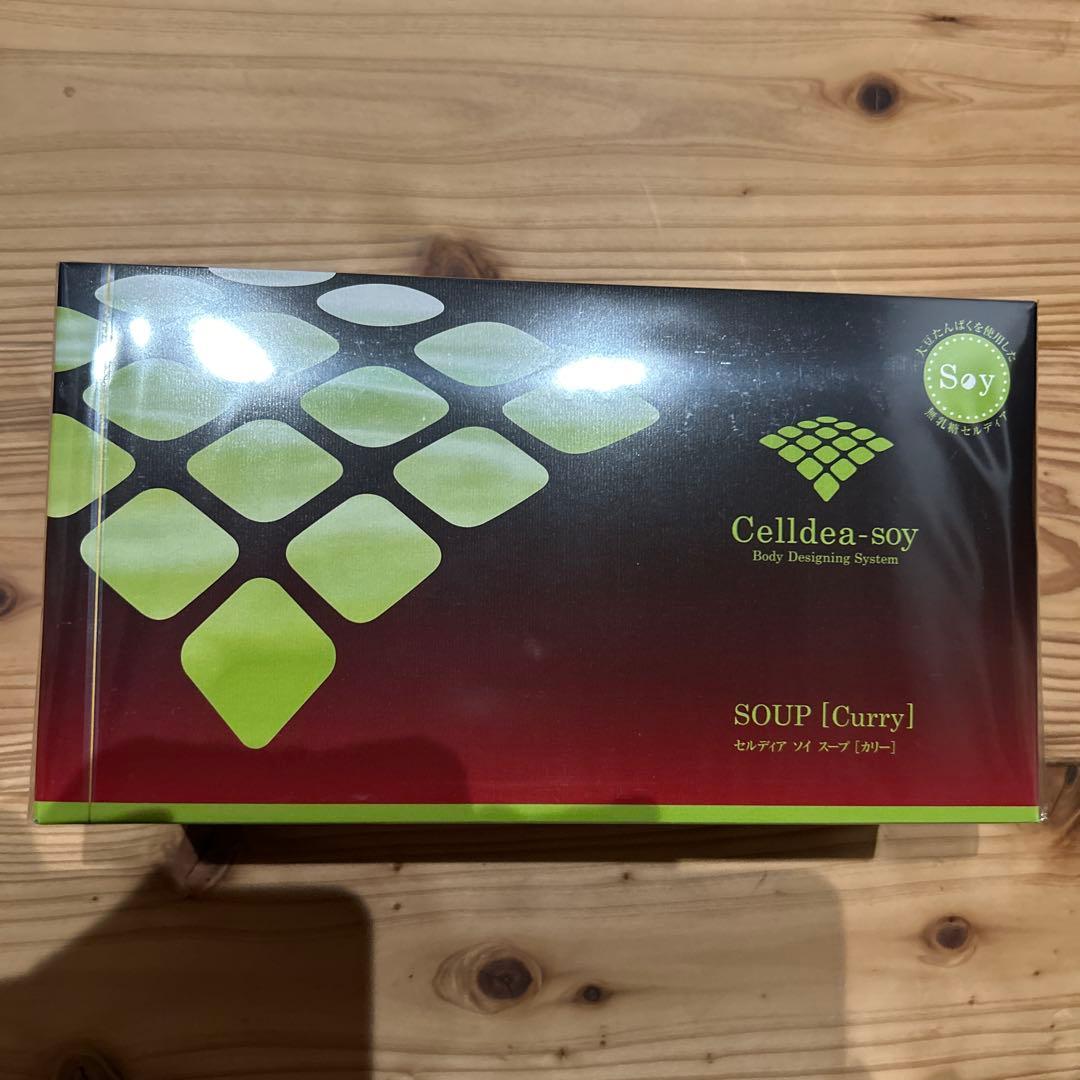 大豆たんぱくを使用した
Soy
無乳糖セルディア
Celldea-soy
Body Designing System
SOUP [Curry]
セルディア ソイ スープ [カリー]